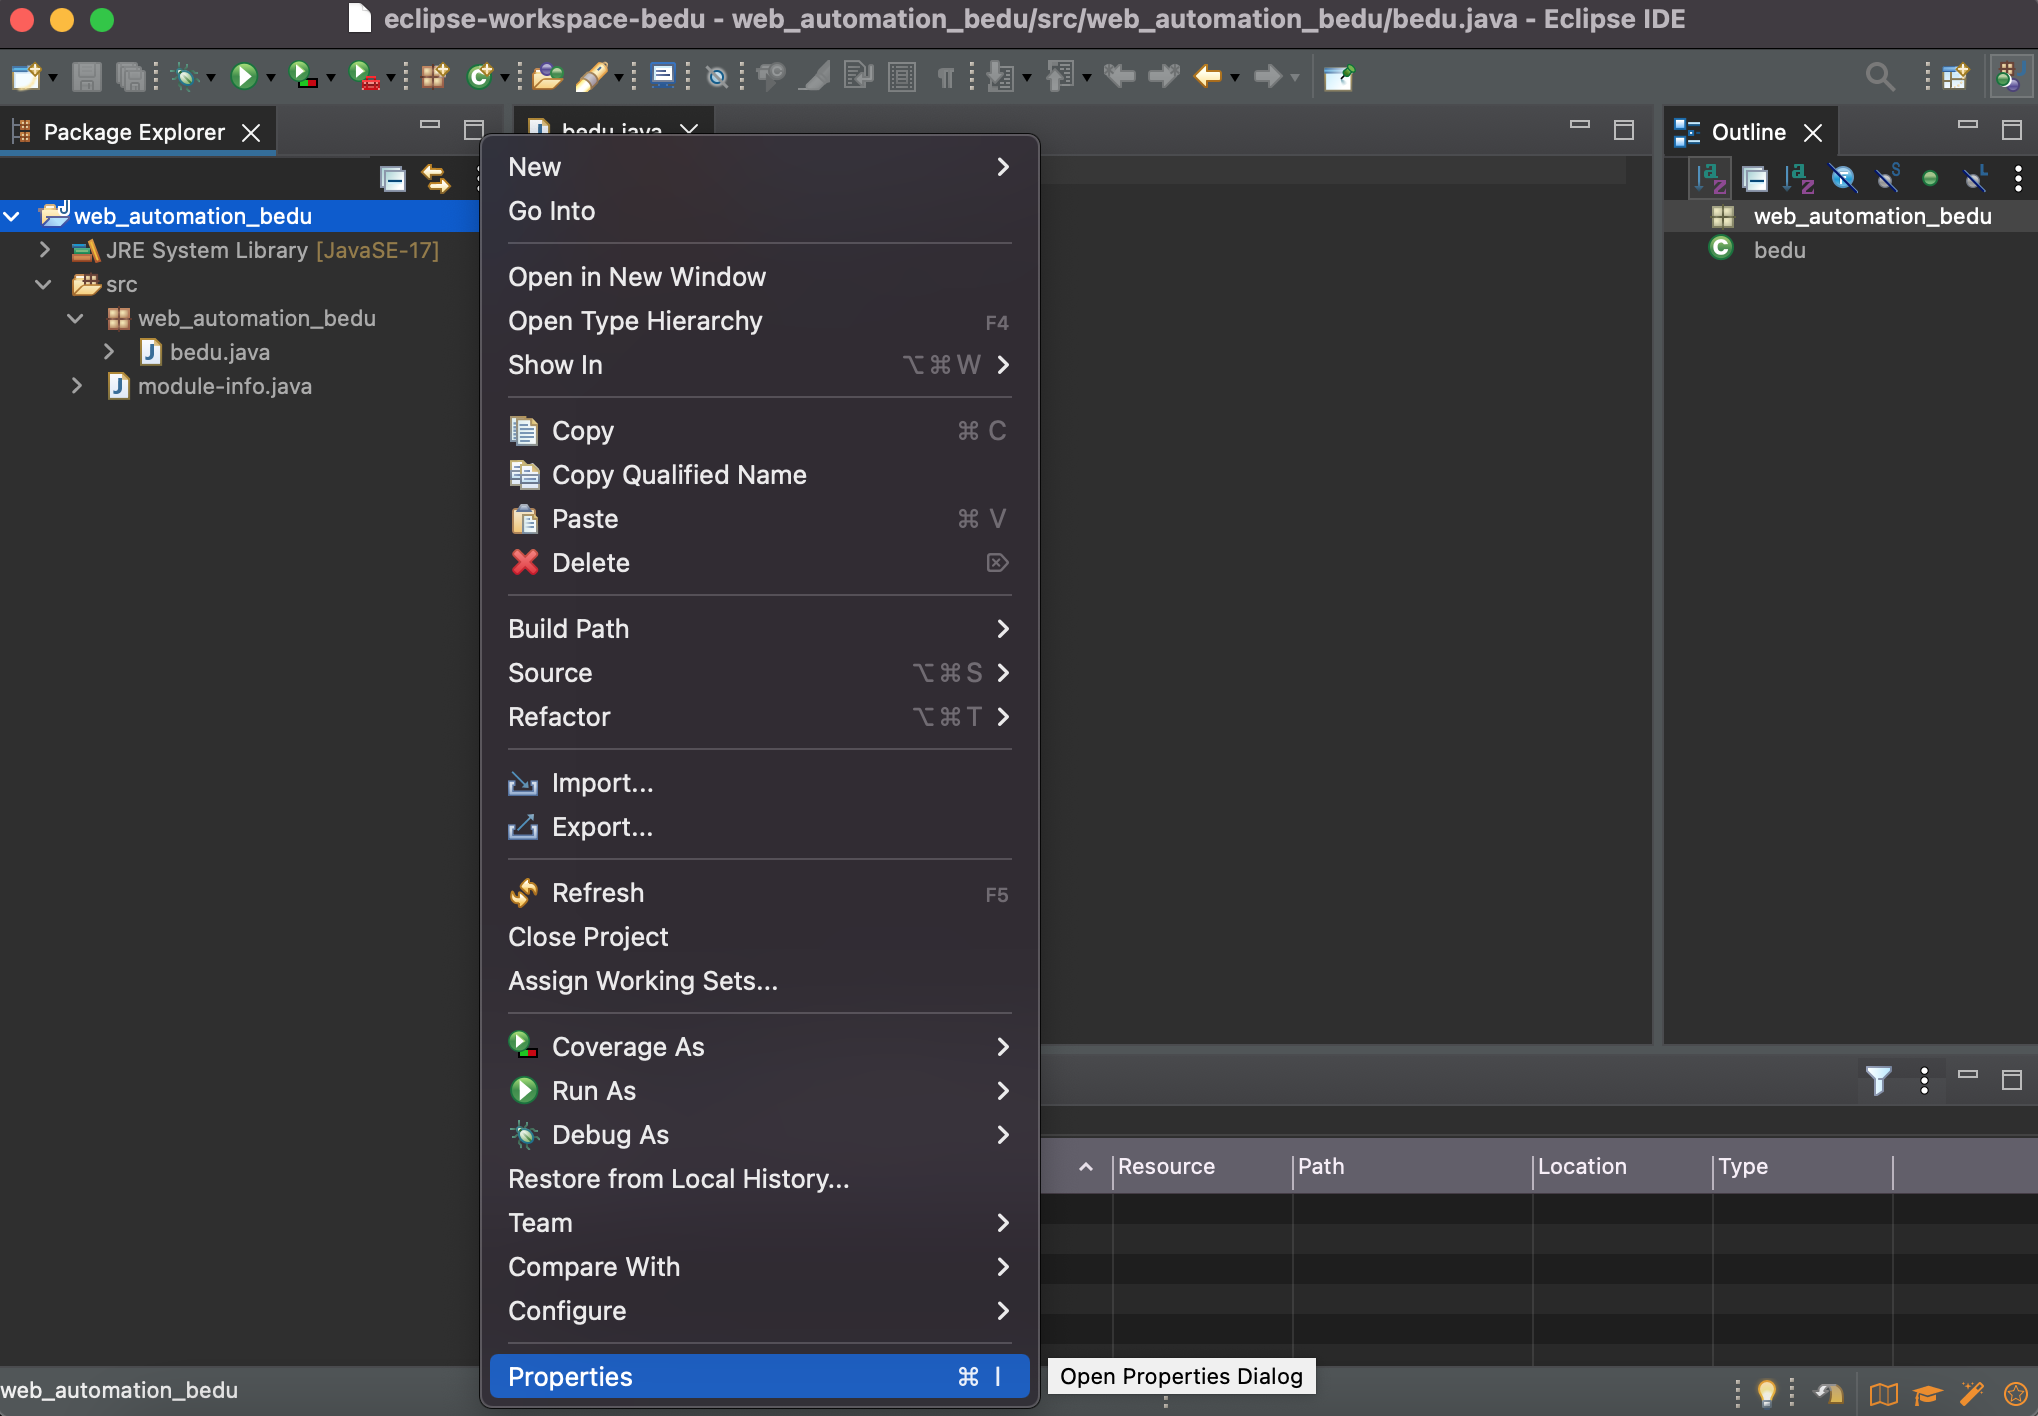 eclipse-workspace-bedu - web_automation_bedu/src/web_automation_bedu/bedu.java - Eclipse IDE
Package Explorer
bedu.java
Outline
web_automation_bedu
JRE System Library [JavaSE-17]
src
web_automation_bedu
bedu.java
module-info.java
New
Go Into
Open in New Window
Open Type Hierarchy F4
Show In ⌥⌘W
Copy ⌘ C
Copy Qualified Name
Paste ⌘ V
Delete ⌦
Build Path
Source ⌥⌘S
Refactor ⌥⌘T
Import...
Export...
Refresh F5
Close Project
Assign Working Sets...
Coverage As
Run As
Debug As
Restore from Local History...
Team
Compare With
Configure
Properties ⌘ I
Open Properties Dialog
web_automation_bedu
bedu
Resource Path Location Type
web_automation_bedu